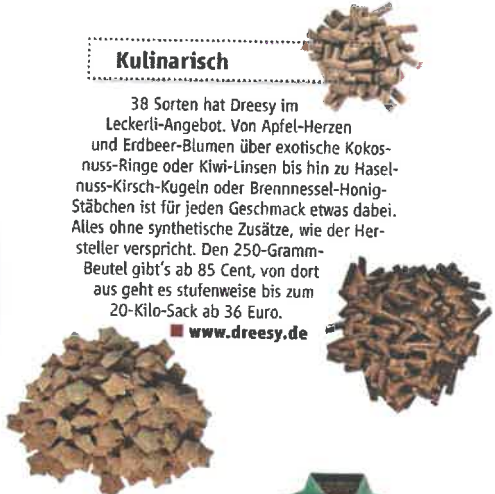 Kulinarisch
38 Sorten hat Dreesy im
Leckerli-Angebot. Von Apfel-Herzen
und Erdbeer-Blumen über exotische Kokos-
nuss-Ringe oder Kiwi-Linsen bis hin zu Hasel-
nuss-Kirsch-Kugeln oder Brennnessel-Honig-
Stäbchen ist für jeden Geschmack etwas dabei.
Alles ohne synthetische Zusätze, wie der Her-
steller verspricht. Den 250-Gramm-
Beutel gibt's ab 85 Cent, von dort
aus geht es stufenweise bis zum
20-Kilo-Sack ab 36 Euro.
www.dreesy.de